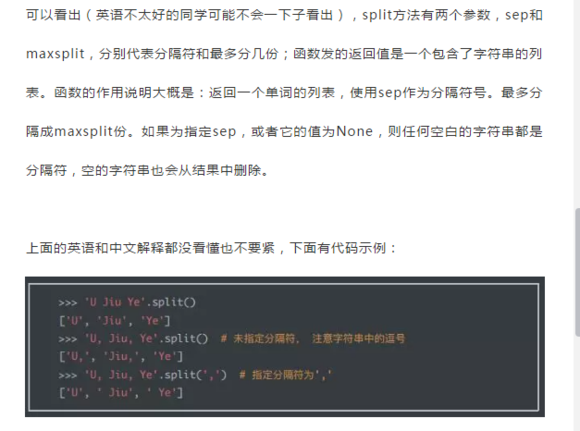 可以看出（英语不太好的同学可能不会一下子看出），split方法有两个参数，sep和
maxsplit，分别代表分隔符和最多分几份；函数发的返回值是一个包含了字符串的列
表。函数的作用说明大概是：返回一个单词的列表，使用sep作为分隔符号。最多分
隔成maxsplit份。如果为指定sep，或者它的值为None，则任何空白的字符串都是
分隔符，空的字符串也会从结果中删除。
上面的英语和中文解释都没看懂也不要紧，下面有代码示例：
>>> 'U Jiu Ye'.split()
['U', 'Jiu', 'Ye']
>>> 'U, Jiu, Ye'.split() # 未指定分隔符， 注意字符串中的逗号
['U,', 'Jiu,', 'Ye']
>>> 'U, Jiu, Ye'.split(',') # 指定分隔符为','
['U', ' Jiu', ' Ye']